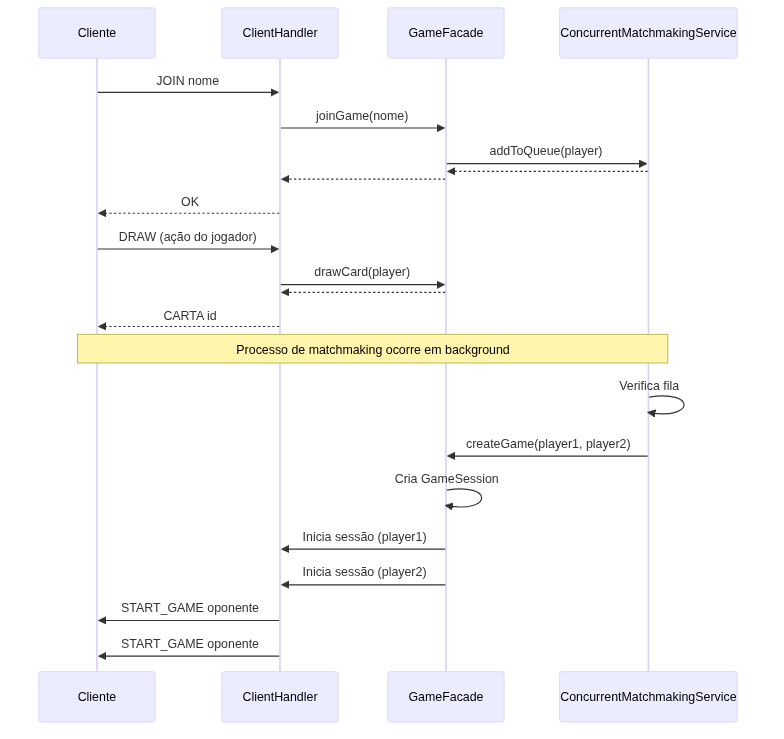 Cliente
ClientHandler
GameFacade
ConcurrentMatchmakingService
JOIN nome
joinGame(nome)
addToQueue(player)
OK
DRAW (ação do jogador)
drawCard(player)
CARTA id
Processo de matchmaking ocorre em background
Verifica fila
createGame(player1, player2)
Cria GameSession
Inicia sessão (player1)
Inicia sessão (player2)
START_GAME oponente
START_GAME oponente
Cliente
ClientHandler
GameFacade
ConcurrentMatchmakingService